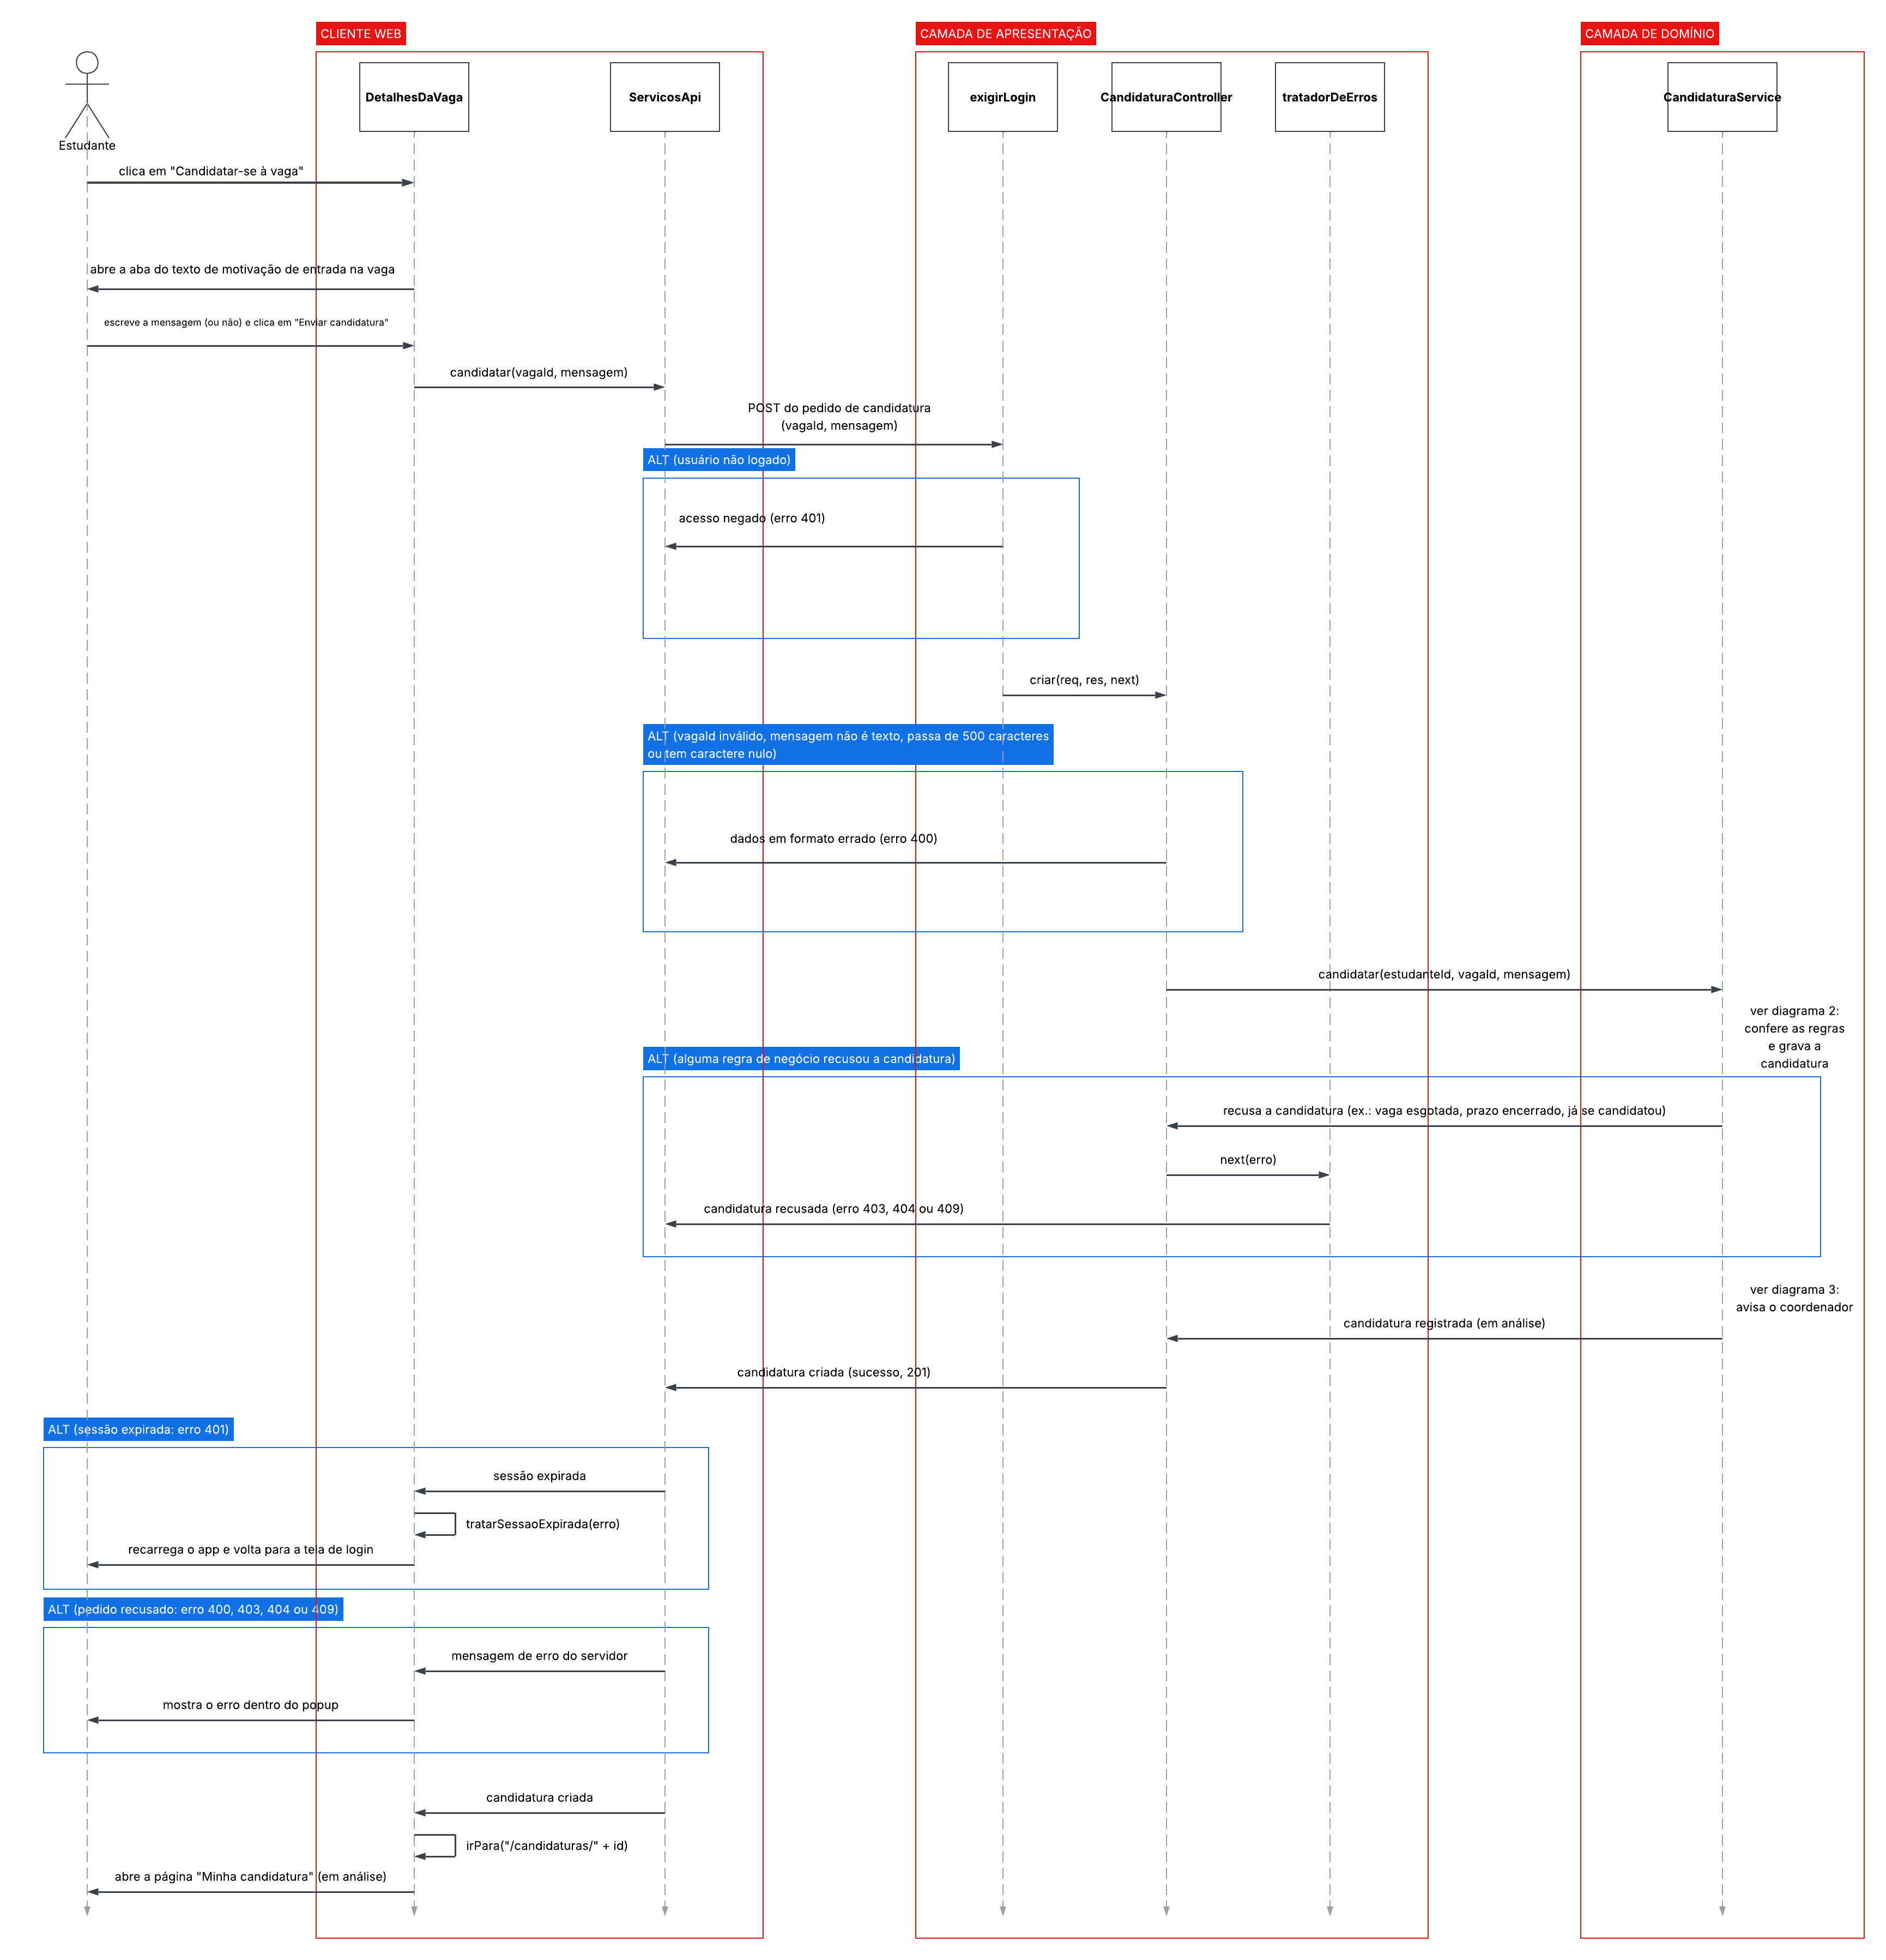 CLIENTE WEB
CAMADA DE APRESENTAÇÃO
CAMADA DE DOMÍNIO
DetalhesDaVaga
ServicosApi
exigirLogin
CandidaturaController
tratadorDeErros
CandidaturaService
Estudante
clica em "Candidatar-se à vaga"
abre a aba do texto de motivação de entrada na vaga
escreve a mensagem (ou não) e clica em "Enviar candidatura"
candidatar(vagaId, mensagem)
POST do pedido de candidatura
(vagaId, mensagem)
ALT (usuário não logado)
acesso negado (erro 401)
criar(req, res, next)
ALT (vagaId inválido, mensagem não é texto, passa de 500 caracteres
ou tem caractere nulo)
dados em formato errado (erro 400)
candidatar(estudanteId, vagaId, mensagem)
ver diagrama 2:
confere as regras
e grava a
candidatura
ALT (alguma regra de negócio recusou a candidatura)
recusa a candidatura (ex.: vaga esgotada, prazo encerrado, já se candidatou)
next(erro)
candidatura recusada (erro 403, 404 ou 409)
ver diagrama 3:
avisa o coordenador
candidatura registrada (em análise)
candidatura criada (sucesso, 201)
ALT (sessão expirada: erro 401)
sessão expirada
tratarSessaoExpirada(erro)
recarrega o app e volta para a tela de login
ALT (pedido recusado: erro 400, 403, 404 ou 409)
mensagem de erro do servidor
mostra o erro dentro do popup
candidatura criada
irPara("/candidaturas/" + id)
abre a página "Minha candidatura" (em análise)